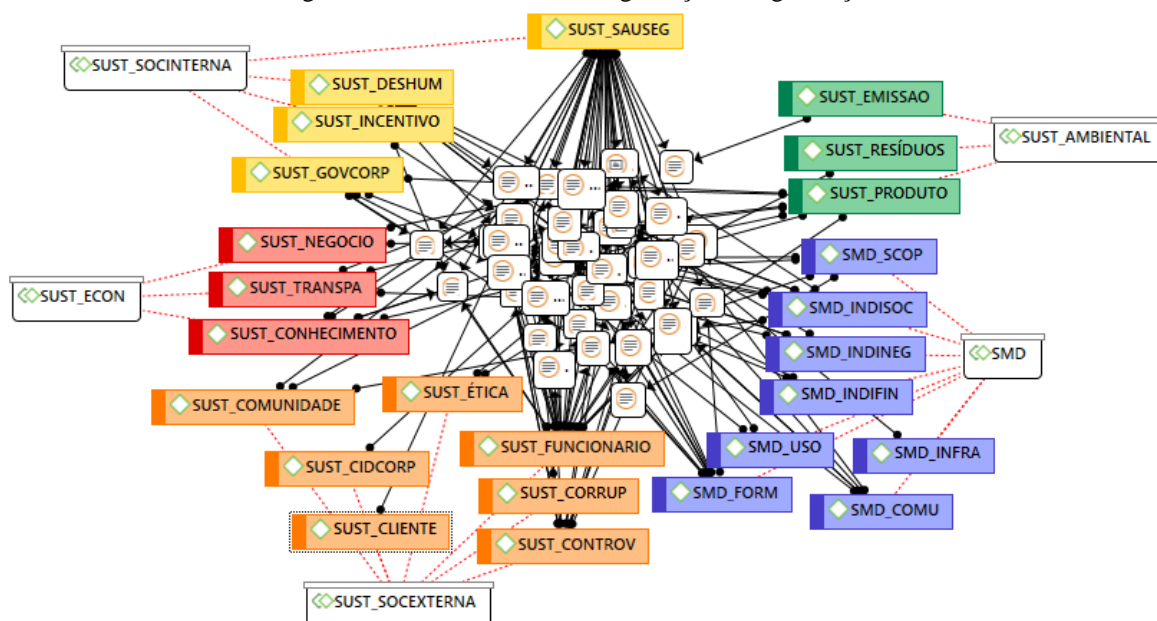 SUST_SAUSEG
SUST_SOCINTERNA
SUST_DESHUM
SUST_INCENTIVO
SUST_GOVCORP
SUST_EMISSAO
SUST_AMBIENTAL
SUST_RESÍDUOS
SUST_PRODUTO
SUST_NEGOCIO
SUST_ECON
SUST_TRANSPA
SUST_CONHECIMENTO
SMD_SCOP
SMD_INDISOC
SMD_INDINEG
SMD
SMD_INDIFIN
SUST_COMUNIDADE
SUST_ÉTICA
SUST_FUNCIONARIO
SMD_USO
SMD_INFRA
SUST_CIDCORP
SUST_CORRUP
SMD_FORM
SMD_COMU
SUST_CLIENTE
SUST_CONTROV
SUST_SOCEXTERNA